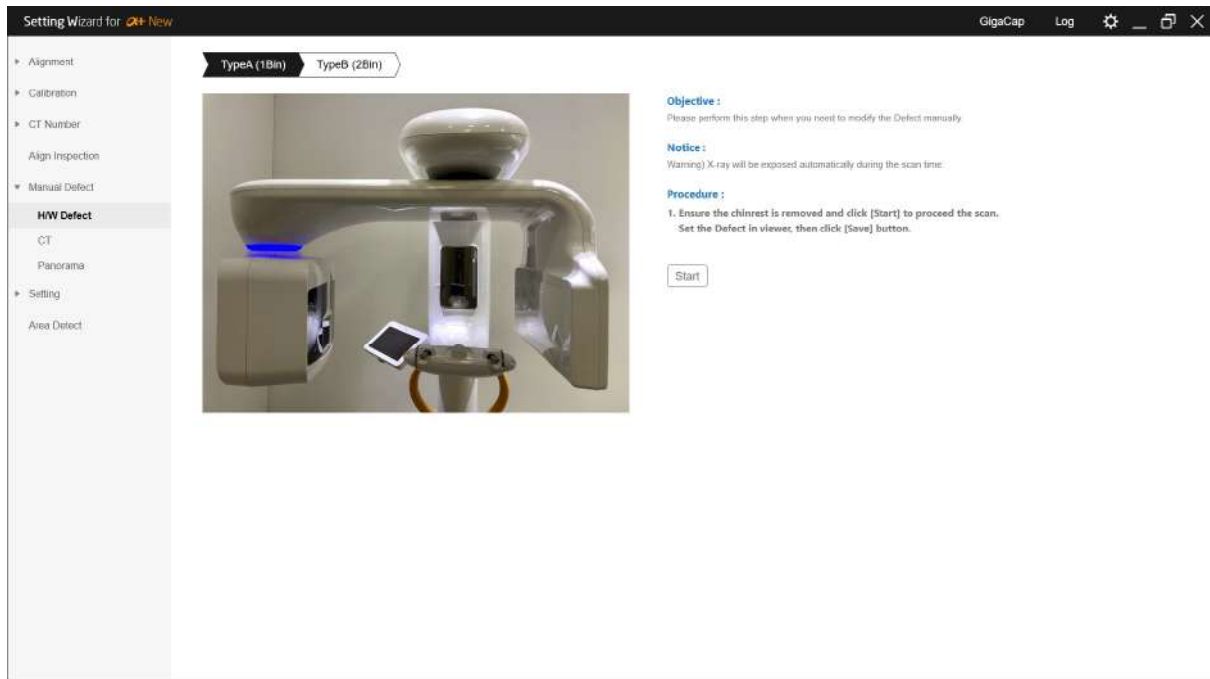 Setting Wizard for α+ New
GigaCap
Log
Alignment
Calibration
CT Number
Align Inspection
Manual Defect
H/W Defect
CT
Panorama
Setting
Area Detect
TypeA (1Bin)
TypeB (2Bin)
Objective :
Please perform this step when you need to modify the Defect manually.
Notice :
Warning) X-ray will be exposed automatically during the scan time.
Procedure :
1. Ensure the chinrest is removed and click [Start] to proceed the scan.
Set the Defect in viewer, then click [Save] button.
Start